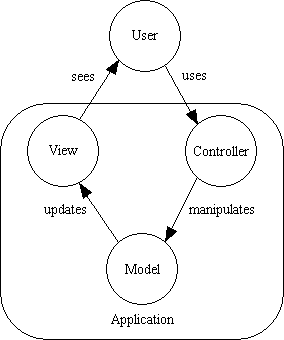 User
sees
uses
View
Controller
updates
manipulates
Model
Application